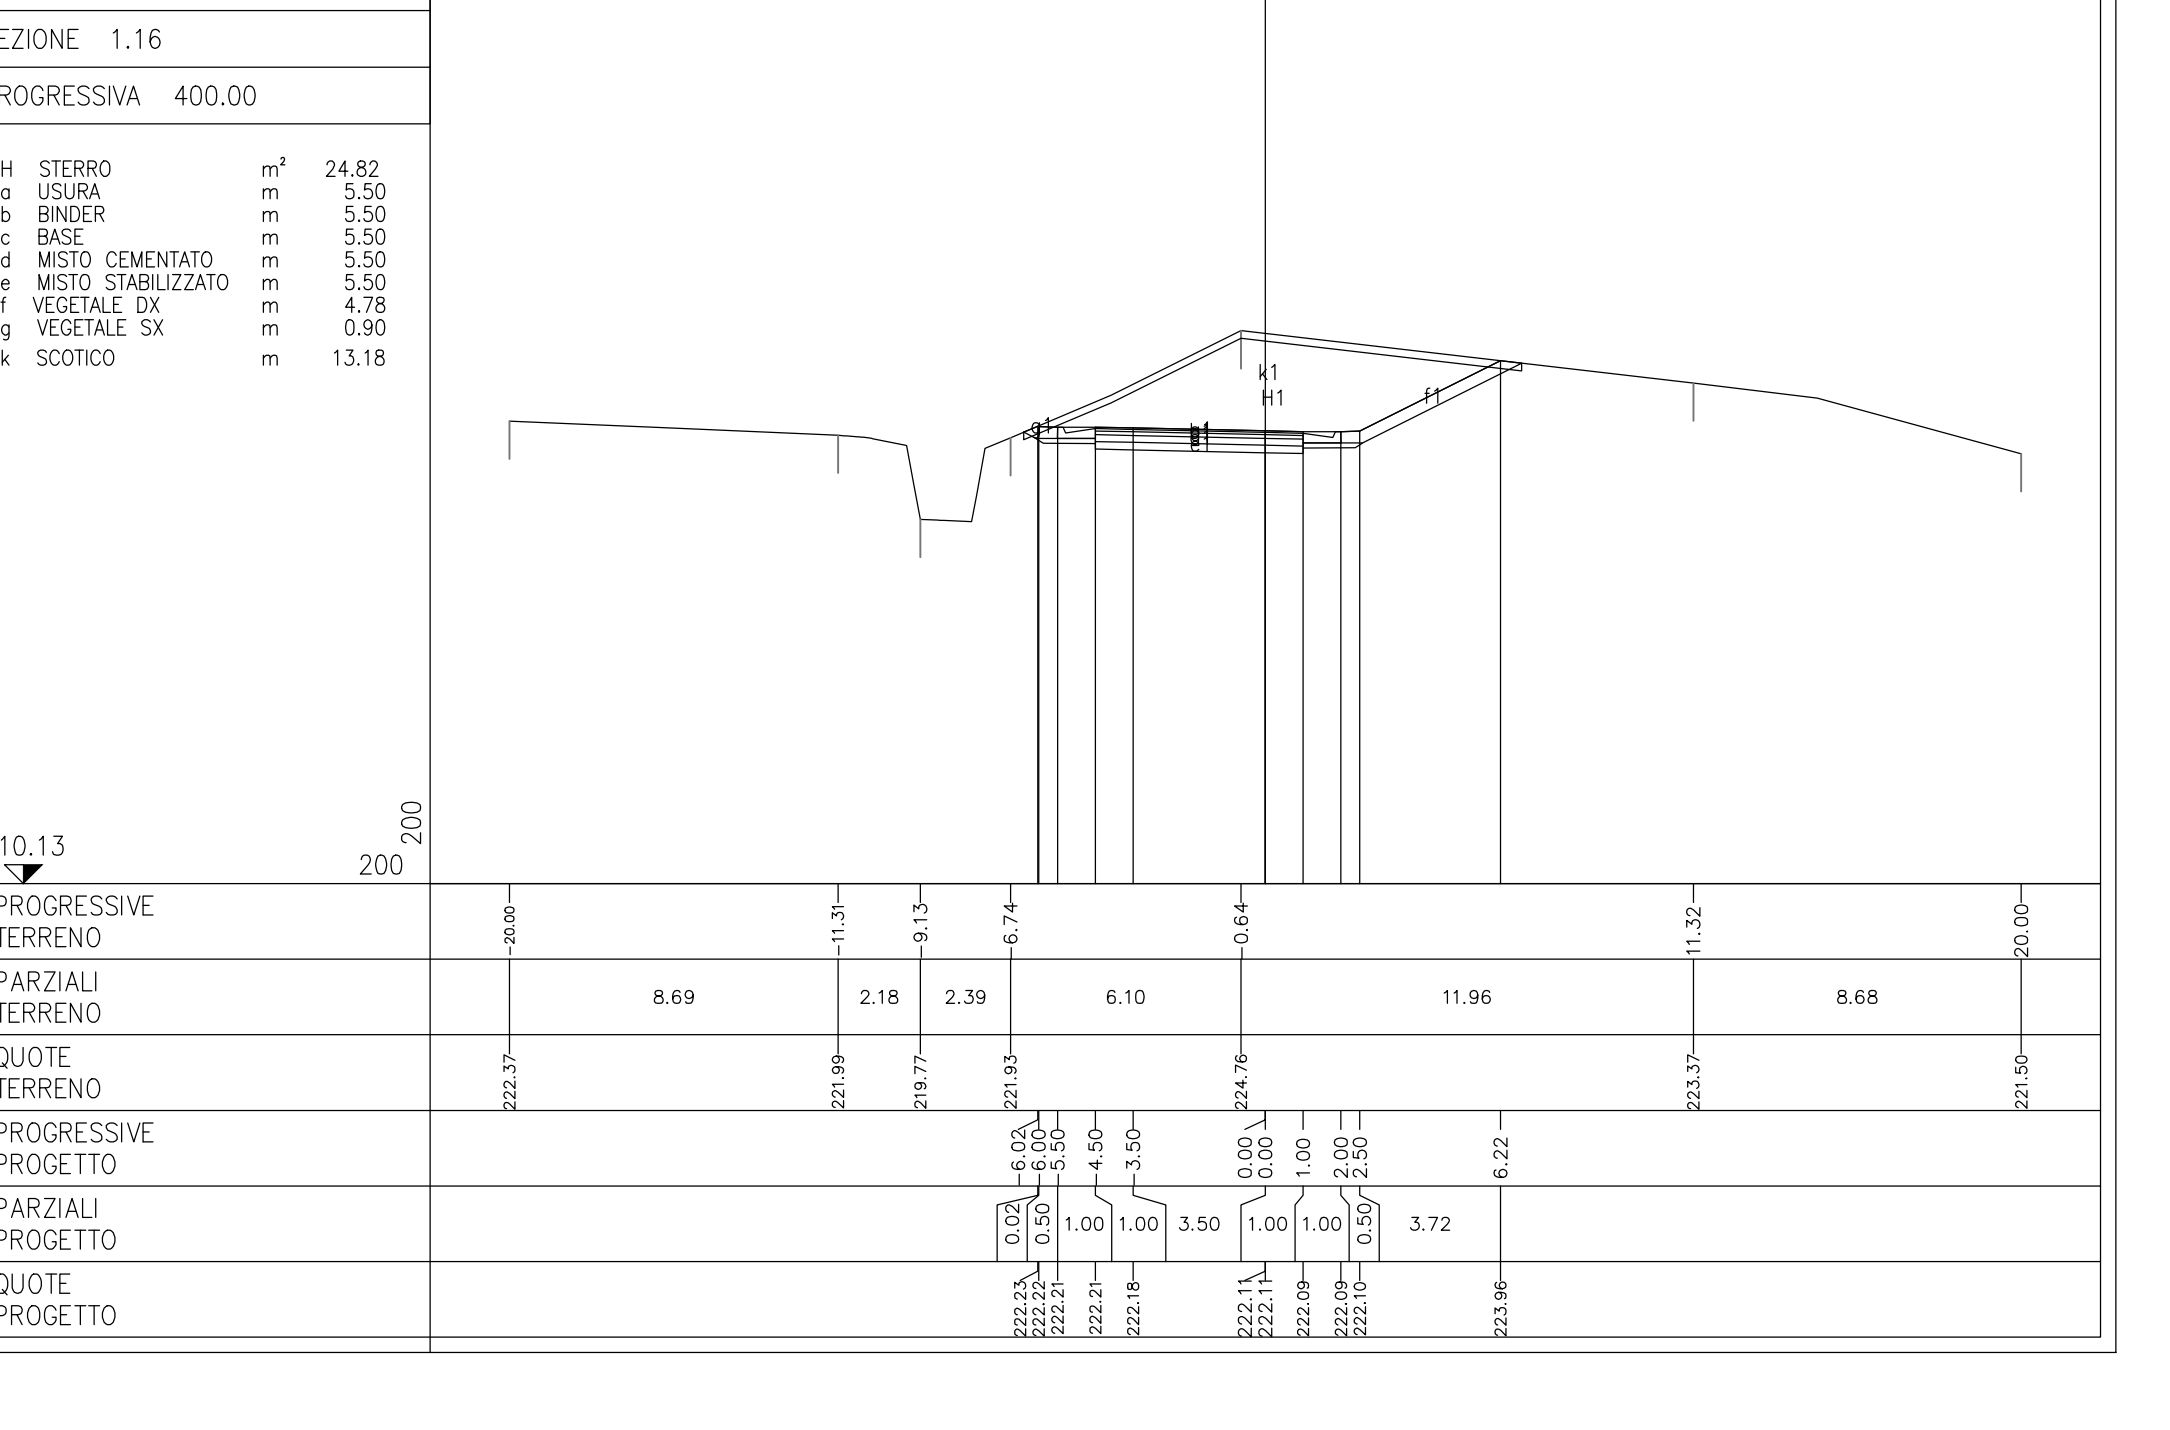 EZIONE 1.16
ROGRESSIVA 400.00
H STERRO m² 24.82
a USURA m 5.50
b BINDER m 5.50
c BASE m 5.50
d MISTO CEMENTATO m 5.50
e MISTO STABILIZZATO m 5.50
f VEGETALE DX m 4.78
g VEGETALE SX m 0.90
k SCOTICO m 13.18
k1
H1
f1
g1
10.13
200
200
PROGRESSIVE
TERRENO
-20.00 -11.31 -9.13 -6.74 -0.64 11.32 20.00
PARZIALI
TERRENO
8.69 2.18 2.39 6.10 11.96 8.68
QUOTE
TERRENO
222.37 221.99 219.77 221.93 224.76 223.37 221.50
PROGRESSIVE
PROGETTO
-6.02 -6.00 -5.50 -4.50 -3.50 0.00 0.00 1.00 2.00 2.50 6.22
PARZIALI
PROGETTO
0.02 0.50 1.00 1.00 3.50 1.00 1.00 0.50 3.72
QUOTE
PROGETTO
222.23 222.22 222.21 222.21 222.18 222.11 222.11 222.09 222.09 222.10 223.96